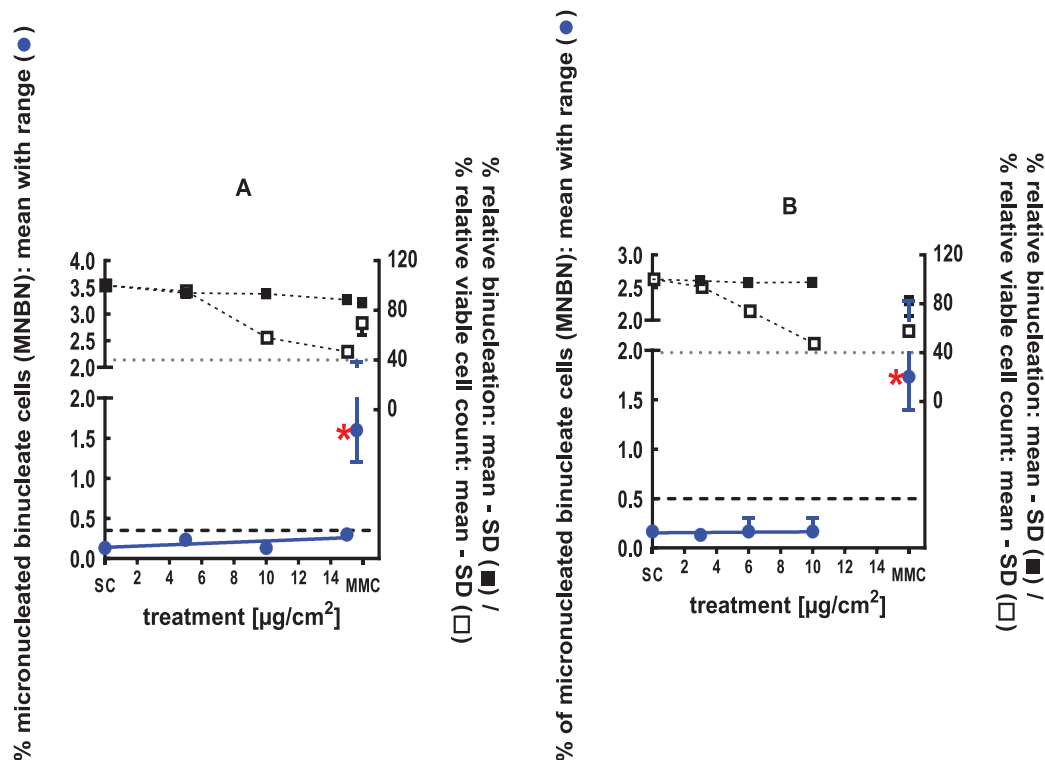 % micronucleated binucleate cells (MNBN): mean with range (●)
A
4.0
3.5
3.0
2.5
2.0
2.0
1.5
1.0
0.5
0.0
120
80
40
0
*
SC 2 4 6 8 10 12 14 MMC
treatment [µg/cm²]
% relative binucleation: mean - SD (■) /
% relative viable cell count: mean - SD (□)
% of micronucleated binucleate cells (MNBN): mean with range (●)
B
3.0
2.5
2.0
2.0
1.5
1.0
0.5
0.0
120
80
40
0
*
SC 2 4 6 8 10 12 14 MMC
treatment [µg/cm²]
% relative binucleation: mean - SD (■) /
% relative viable cell count: mean - SD (□)